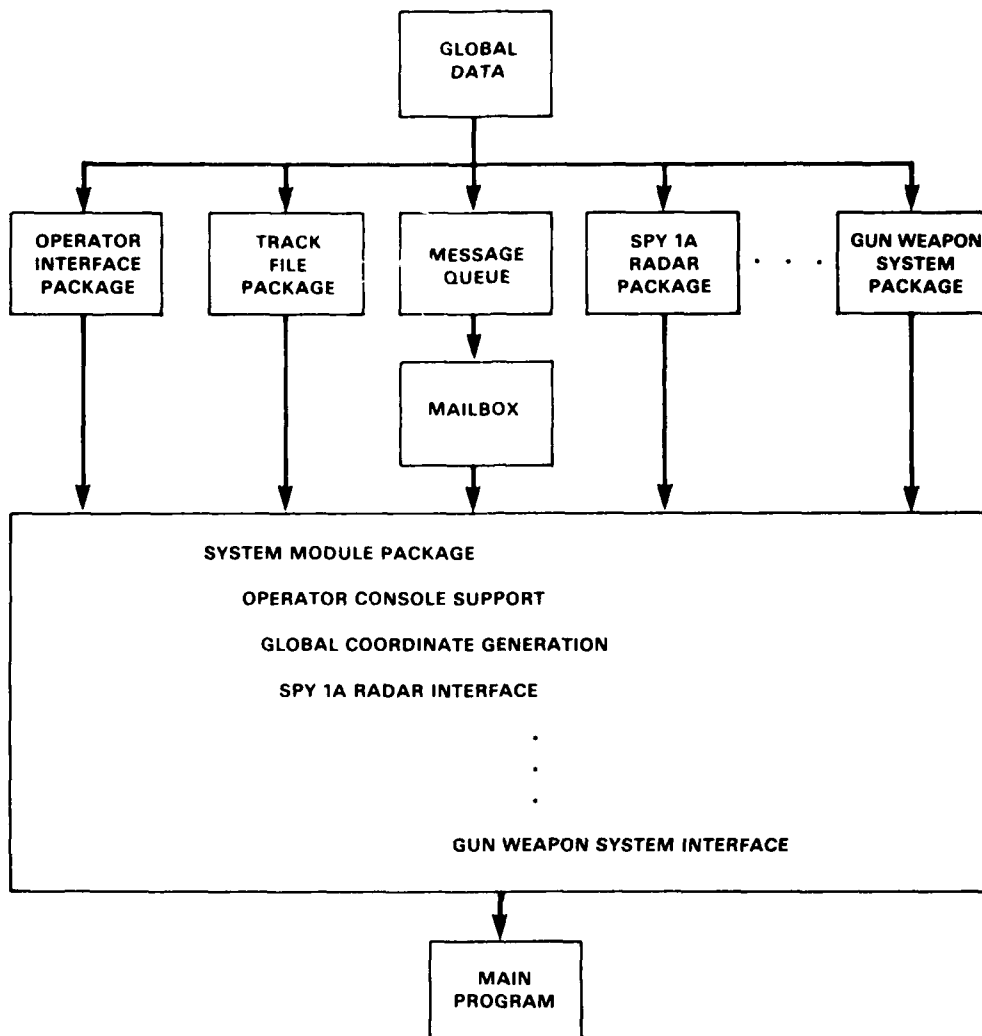 GLOBAL
DATA
OPERATOR
INTERFACE
PACKAGE
TRACK
FILE
PACKAGE
MESSAGE
QUEUE
SPY 1A
RADAR
PACKAGE
. . . .
GUN WEAPON
SYSTEM
PACKAGE
MAILBOX
SYSTEM MODULE PACKAGE
OPERATOR CONSOLE SUPPORT
GLOBAL COORDINATE GENERATION
SPY 1A RADAR INTERFACE
.
.
.
GUN WEAPON SYSTEM INTERFACE
MAIN
PROGRAM